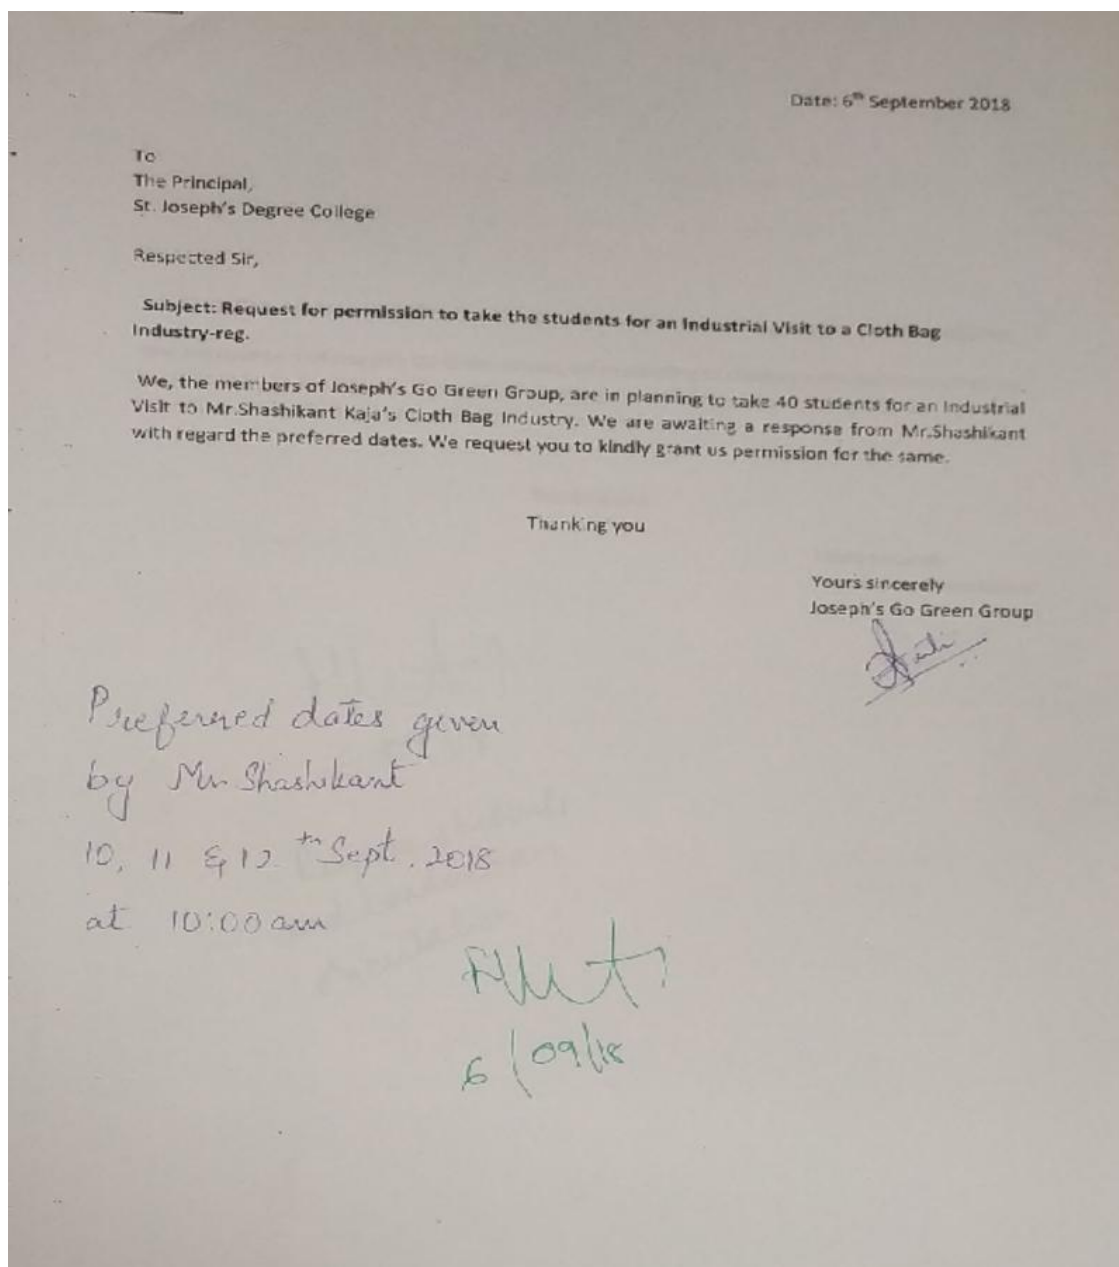 Date: 6th September 2018
To
The Principal,
St. Joseph's Degree College
Respected Sir,
Subject: Request for permission to take the students for an Industrial Visit to a Cloth Bag
Industry-reg.
We, the members of Joseph's Go Green Group, are in planning to take 40 students for an Industrial
Visit to Mr.Shashikant Kaja's Cloth Bag Industry. We are awaiting a response from Mr.Shashikant
with regard the preferred dates. We request you to kindly grant us permission for the same.
Thanking you
Yours sincerely
Joseph's Go Green Group
Preferred dates given
by Mr Shashikant
10, 11 & 12th Sept. 2018
at 10:00 am
6/09/18